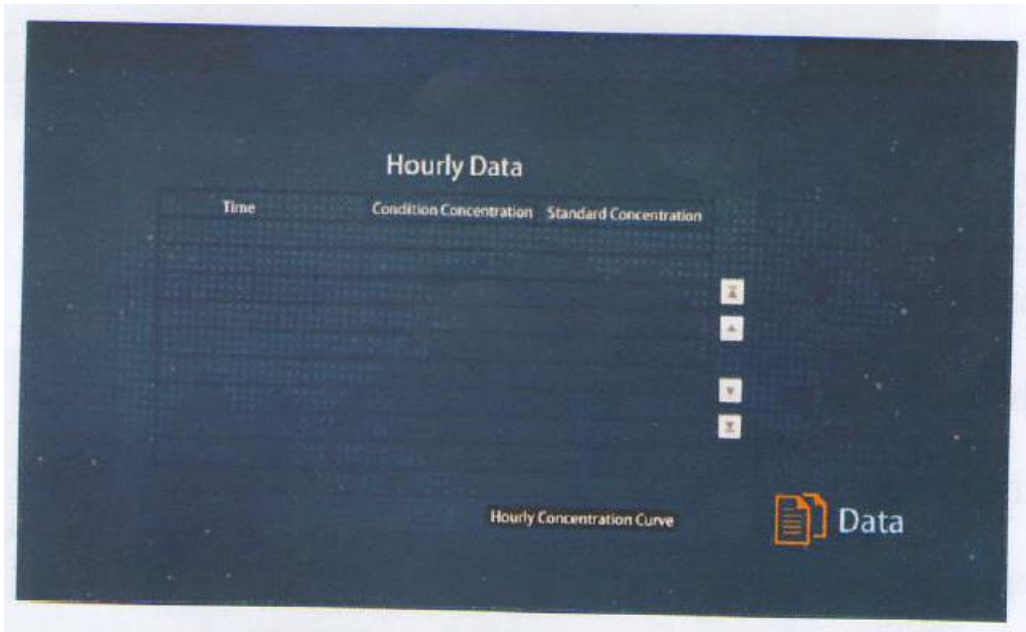 Hourly Data
Time Condition Concentration Standard Concentration
Hourly Concentration Curve
Data